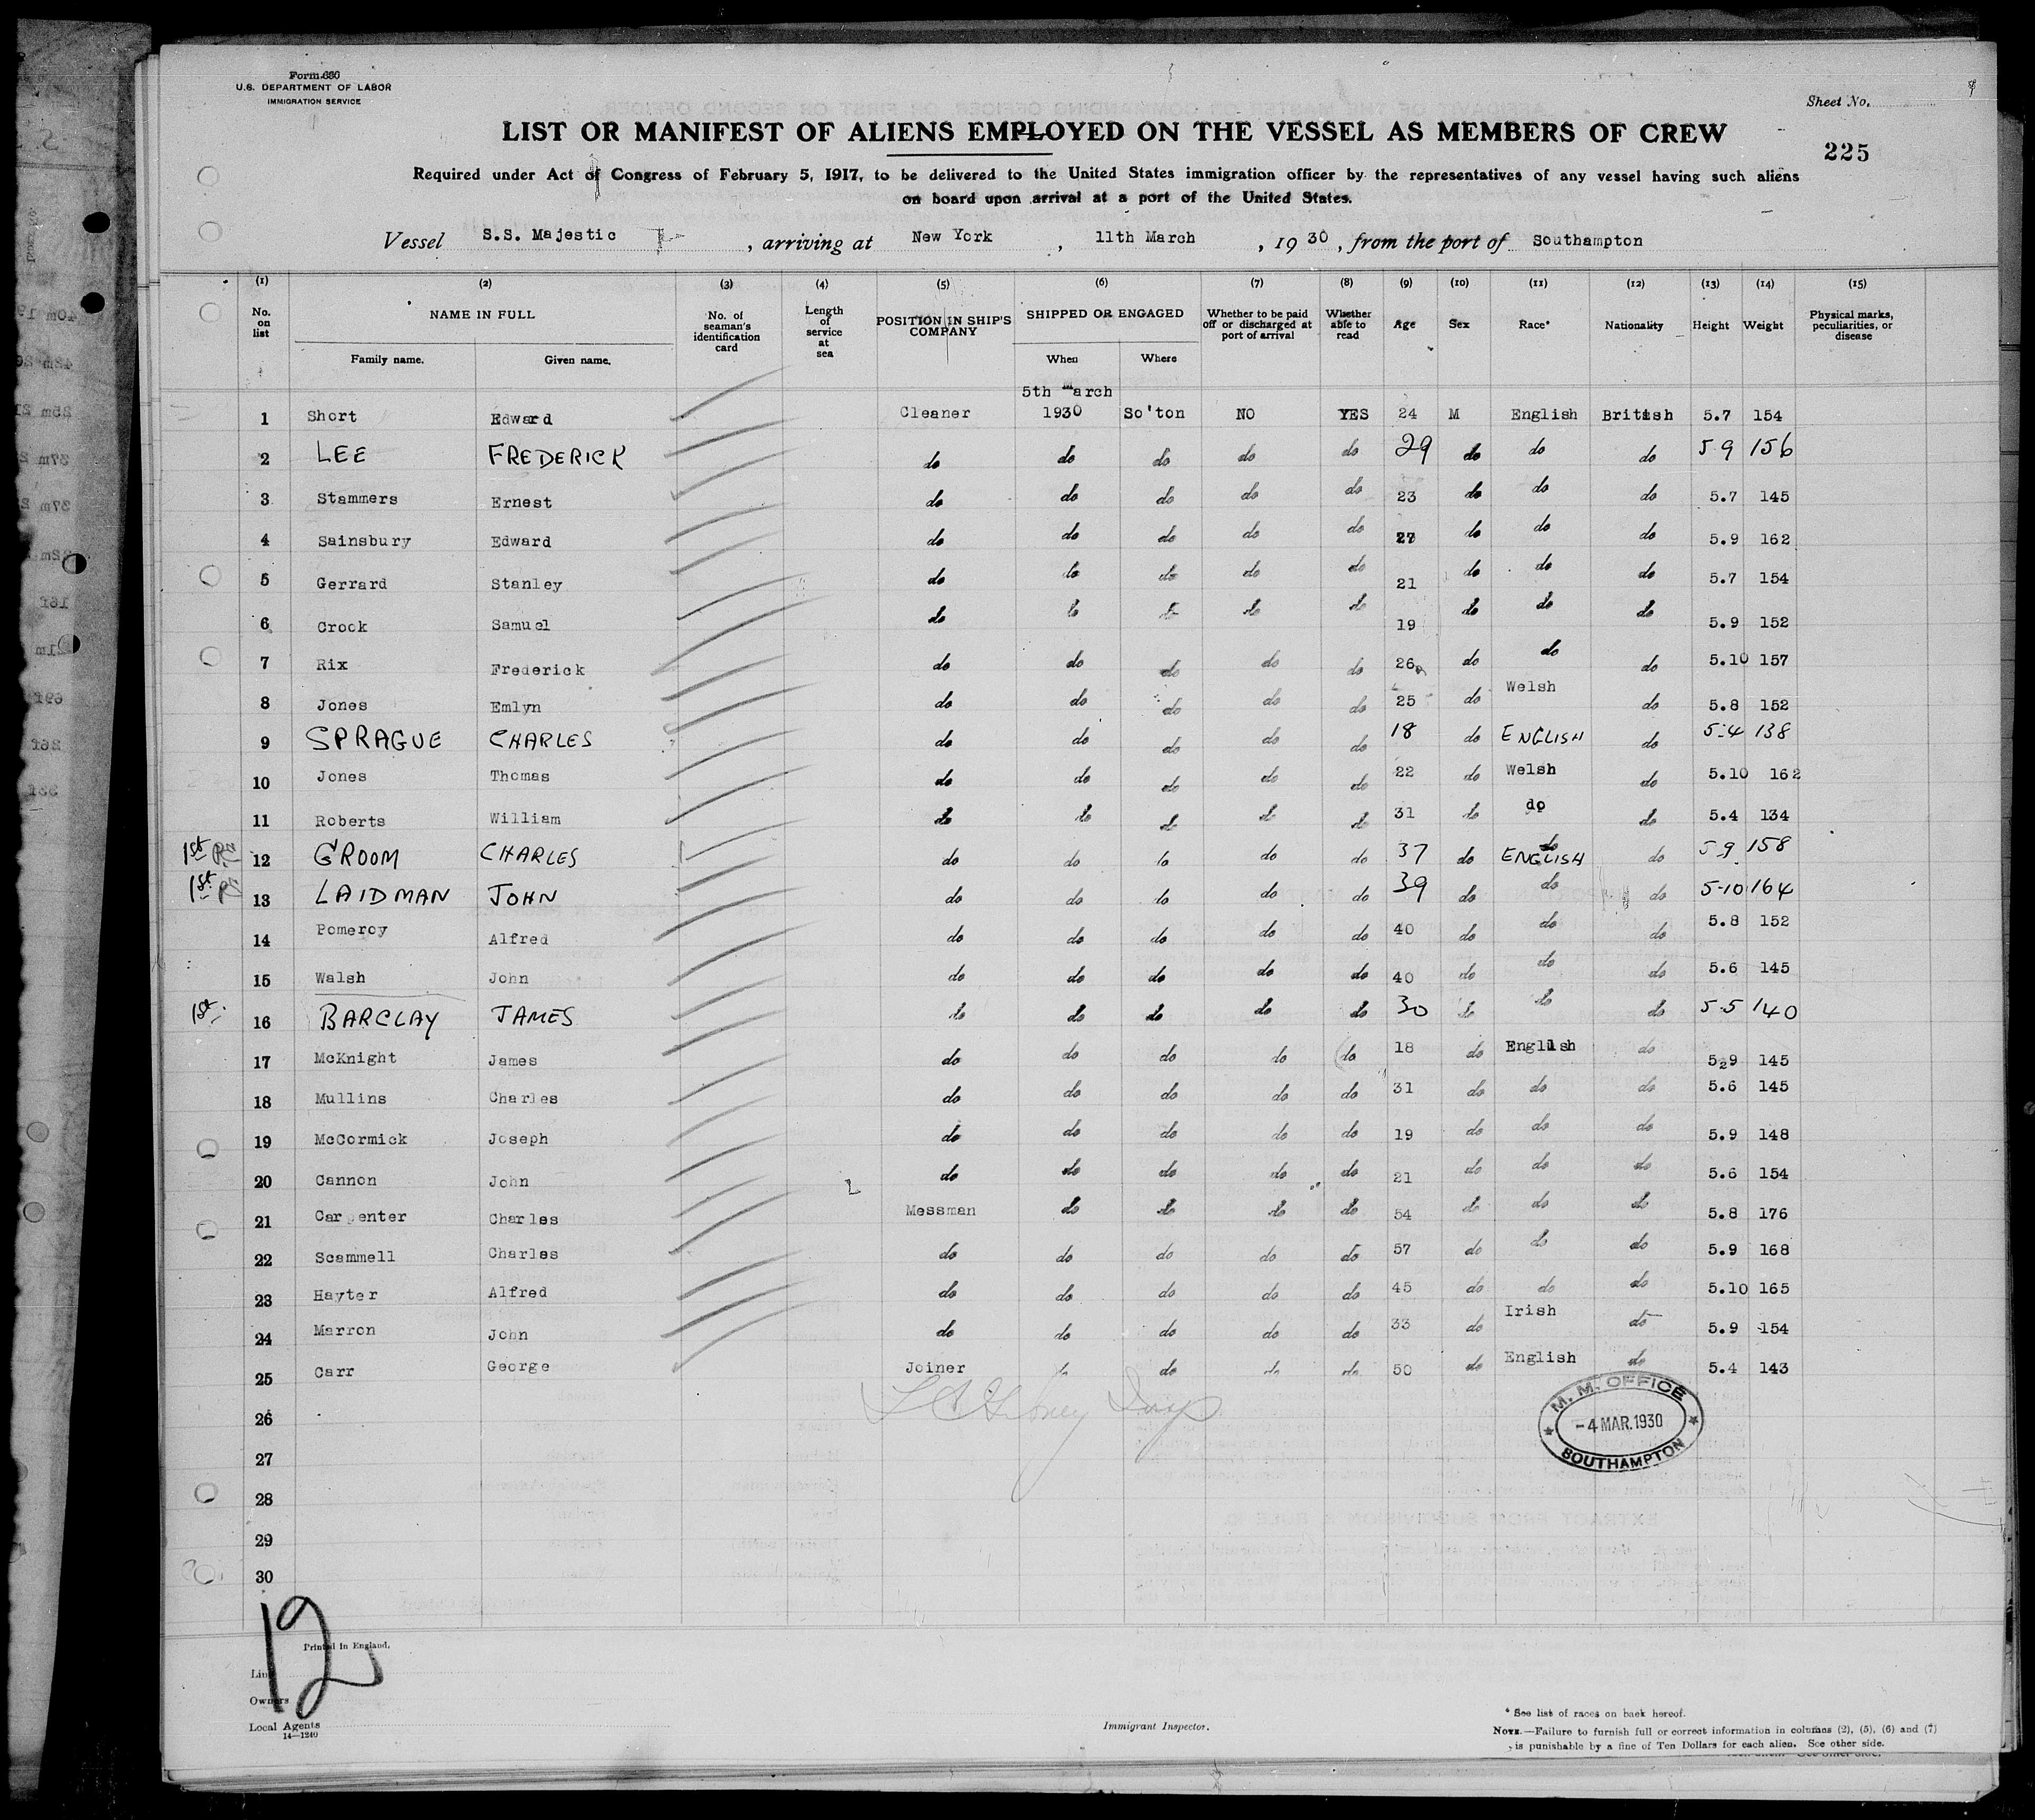 Form 680
U.S. DEPARTMENT OF LABOR
IMMIGRATION SERVICE
Sheet No.
LIST OR MANIFEST OF ALIENS EMPLOYED ON THE VESSEL AS MEMBERS OF CREW
225
Required under Act of Congress of February 5, 1917, to be delivered to the United States immigration officer by the representatives of any vessel having such aliens
on board upon arrival at a port of the United States.
Vessel S.S. Majestic , arriving at New York , 11th March , 19 30 , from the port of Southampton
(1) (2) (3) (4) (5) (6) (7) (8) (9) (10) (11) (12) (13) (14) (15)
No. on list NAME IN FULL Family name. Given name. No. of seaman's identification card Length of service at sea POSITION IN SHIP'S COMPANY SHIPPED OR ENGAGED When Where Whether to be paid off or discharged at port of arrival Whether able to read Age Sex Race* Nationality Height Weight Physical marks, peculiarities, or disease
5th March
1 Short Edward Cleaner 1930 So'ton NO YES 24 M English British 5.7 154
2 LEE FREDERICK do do do do do 29 do do do 5 9 156
3 Stammers Ernest do do do do do 23 do do do 5.7 145
4 Sainsbury Edward do do do do do 27 do do do 5.9 162
5 Gerrard Stanley do do do do do 21 do do do 5.7 154
6 Crook Samuel do do do do do 19 do do do 5.9 152
7 Rix Frederick do do do do do 26 do do do 5.10 157
8 Jones Emlyn do do do do do 25 do Welsh do 5.8 152
9 SPRAGUE CHARLES do do do do do 18 do ENGLISH do 5.4 138
10 Jones Thomas do do do do do 22 do Welsh do 5.10 162
11 Roberts William do do do do do 31 do do do 5.4 134
1st 12 GROOM CHARLES do do do do do 37 do do ENGLISH do 5 9 158
1st 13 LAIDMAN JOHN do do do do do 39 do do do 5-10 164
14 Pomeroy Alfred do do do do do 40 do do do 5.8 152
15 Walsh John do do do do do 40 do do do 5.6 145
1st 16 BARCLAY JAMES do do do do do 30 do do do 5-5 140
17 McKnight James do do do do do 18 do English do 5.9 145
18 Mullins Charles do do do do do 31 do do do 5.6 145
19 McCormick Joseph do do do do do 19 do do do 5.9 148
20 Cannon John do do do do do 21 do do do 5.6 154
21 Carpenter Charles Messman do do do do 54 do do do 5.8 176
22 Scammell Charles do do do do do 57 do do do 5.9 168
23 Hayter Alfred do do do do do 45 do do do 5.10 165
24 Marron John do do do do do 33 do Irish do 5.9 154
25 Carr George Joiner do do do do 50 do English do 5.4 143
26
27
28
29
30
M. M. OFFICE
-4 MAR. 1930
SOUTHAMPTON
12
Printed in England.
Line
Owners
Local Agents
14—1240
Immigrant Inspector.
* See list of races on back hereof.
NOTE.—Failure to furnish full or correct information in columns (2), (5), (6) and (7)
is punishable by a fine of Ten Dollars for each alien. See other side.